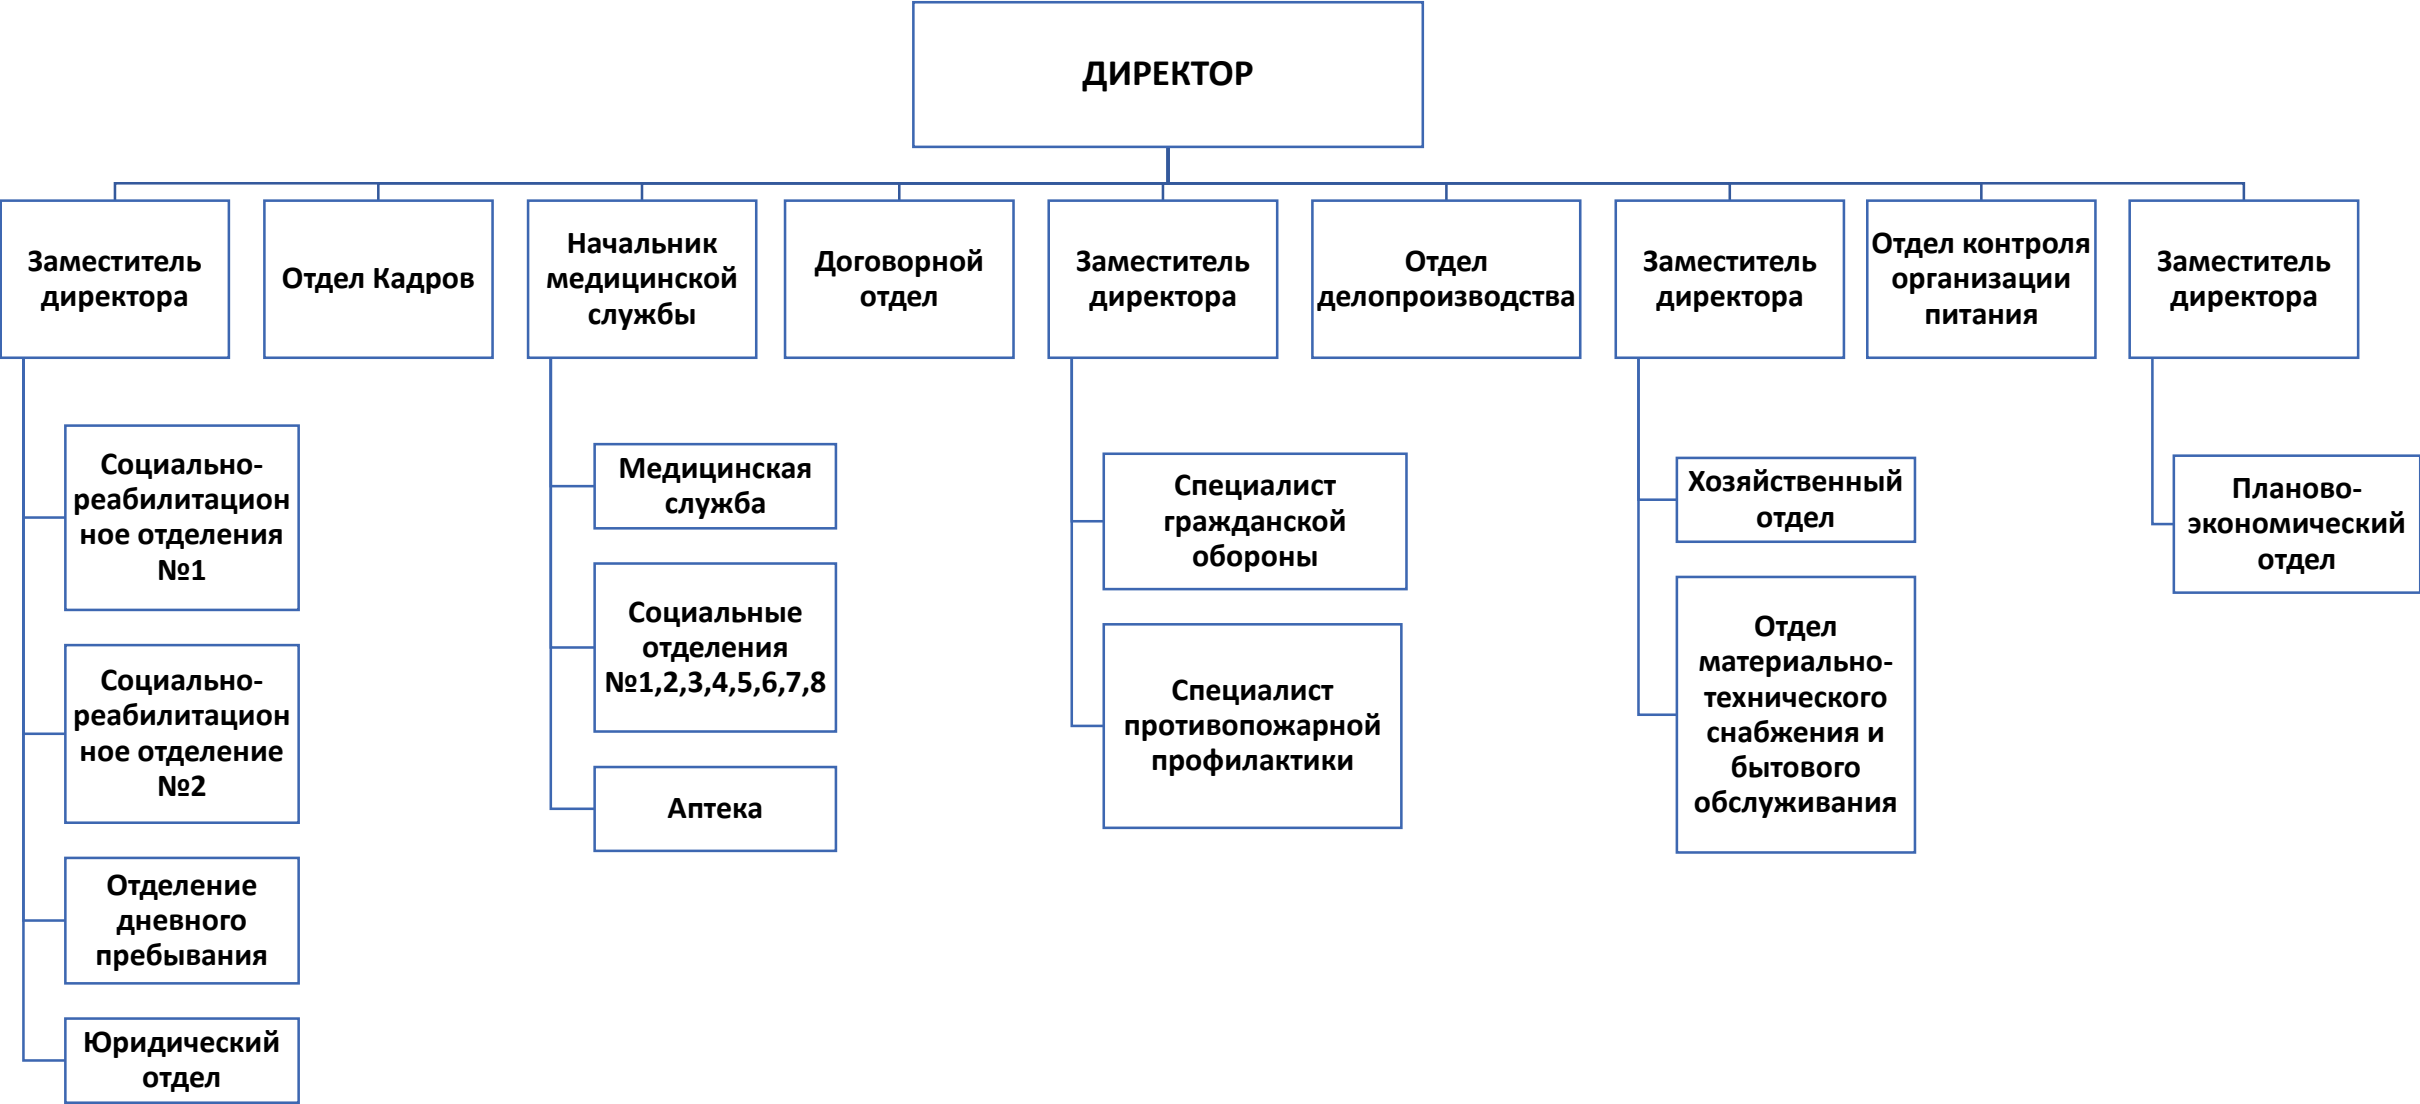 ДИРЕКТОР
Заместитель
директора
Отдел Кадров
Начальник
медицинской
службы
Договорной
отдел
Заместитель
директора
Отдел
делопроизводства
Заместитель
директора
Отдел контроля
организации
питания
Заместитель
директора
Социально-
реабилитацион
ное отделения
№1
Социально-
реабилитацион
ное отделение
№2
Отделение
дневного
пребывания
Юридический
отдел
Медицинская
служба
Социальные
отделения
№1,2,3,4,5,6,7,8
Аптека
Специалист
гражданской
обороны
Специалист
противопожарной
профилактики
Хозяйственный
отдел
Отдел
материально-
технического
снабжения и
бытового
обслуживания
Планово-
экономический
отдел